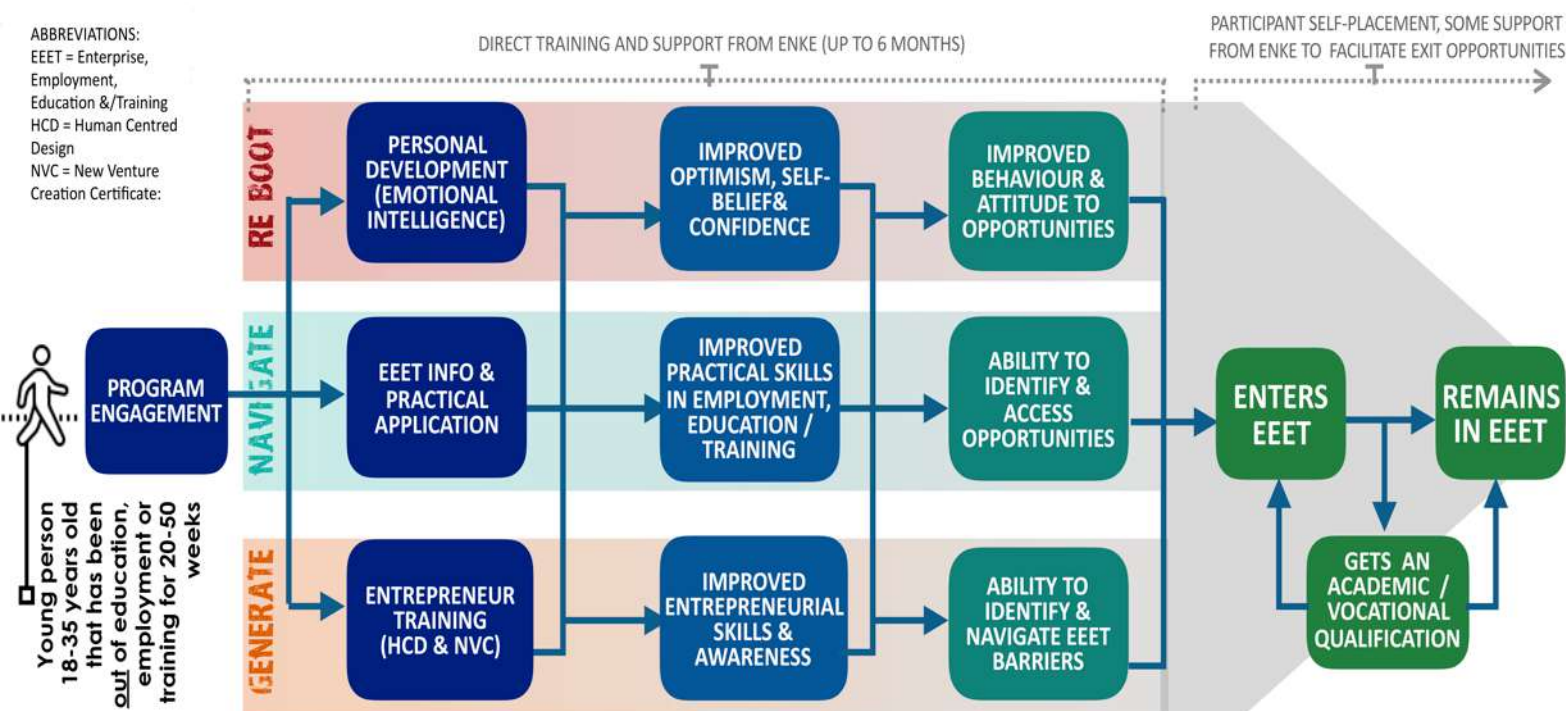 ABBREVIATIONS:
EEET = Enterprise,
Employment,
Education &/Training
HCD = Human Centred
Design
NVC = New Venture
Creation Certificate:
DIRECT TRAINING AND SUPPORT FROM ENKE (UP TO 6 MONTHS)
PARTICIPANT SELF-PLACEMENT, SOME SUPPORT
FROM ENKE TO FACILITATE EXIT OPPORTUNITIES
RE BOOT
PERSONAL
DEVELOPMENT
(EMOTIONAL
INTELLIGENCE)
IMPROVED
OPTIMISM, SELF-
BELIEF&
CONFIDENCE
IMPROVED
BEHAVIOUR &
ATTITUDE TO
OPPORTUNITIES
PROGRAM
ENGAGEMENT
NAVIGATE
EEET INFO &
PRACTICAL
APPLICATION
IMPROVED
PRACTICAL SKILLS
IN EMPLOYMENT,
EDUCATION /
TRAINING
ABILITY TO
IDENTIFY &
ACCESS
OPPORTUNITIES
ENTERS
EEET
REMAINS
IN EEET
Young person
18-35 years old
that has been
out of education,
employment or
training for 20-50
weeks
GENERATE
ENTREPRENEUR
TRAINING
(HCD & NVC)
IMPROVED
ENTREPRENEURIAL
SKILLS &
AWARENESS
ABILITY TO
IDENTIFY &
NAVIGATE EEET
BARRIERS
GETS AN
ACADEMIC /
VOCATIONAL
QUALIFICATION